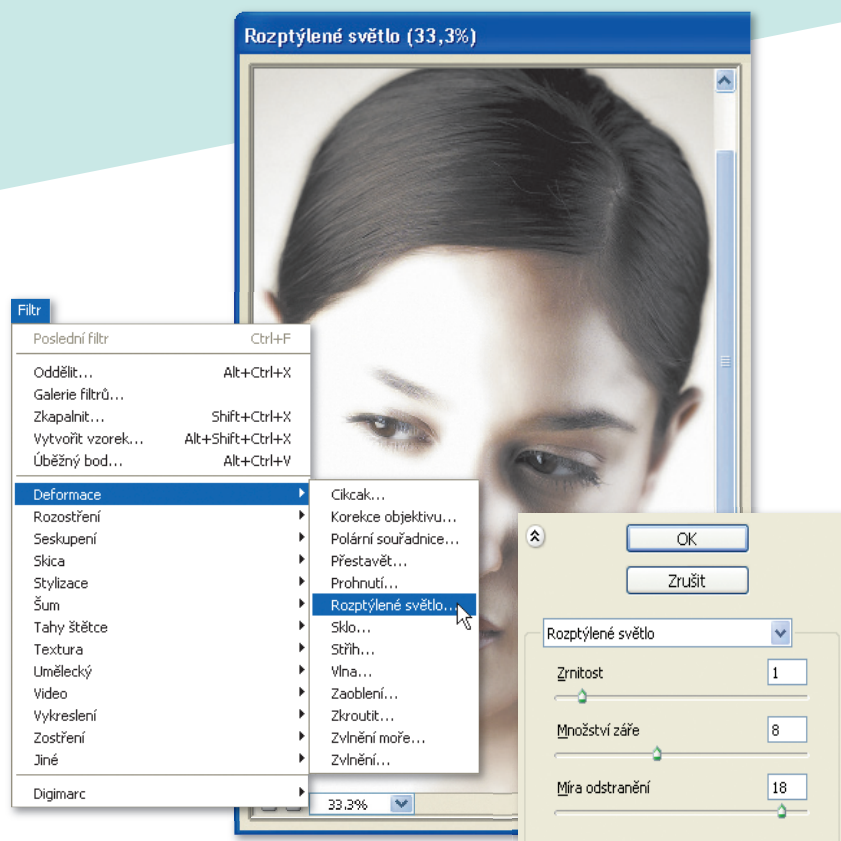 Rozptýlené světlo (33,3%)
Filtr
Poslední filtr Ctrl+F
Oddělit... Alt+Ctrl+X
Galerie filtrů...
Zkapalnit... Shift+Ctrl+X
Vytvořit vzorek... Alt+Shift+Ctrl+X
Úběžný bod... Alt+Ctrl+V
Deformace
Rozostření
Seskupení
Skica
Stylizace
Šum
Tahy štětce
Textura
Umělecký
Video
Vykreslení
Zostření
Jiné
Digimarc
Cikcak...
Korekce objektivu...
Polární souřadnice...
Přestavět...
Prohnutí...
Rozptýlené světlo...
Sklo...
Střih...
Vlna...
Zaoblení...
Zkroutit...
Zvlnění moře...
Zvlnění...
33.3%
OK
Zrušit
Rozptýlené světlo
Zrnitost 1
Množství záře 8
Míra odstranění 18